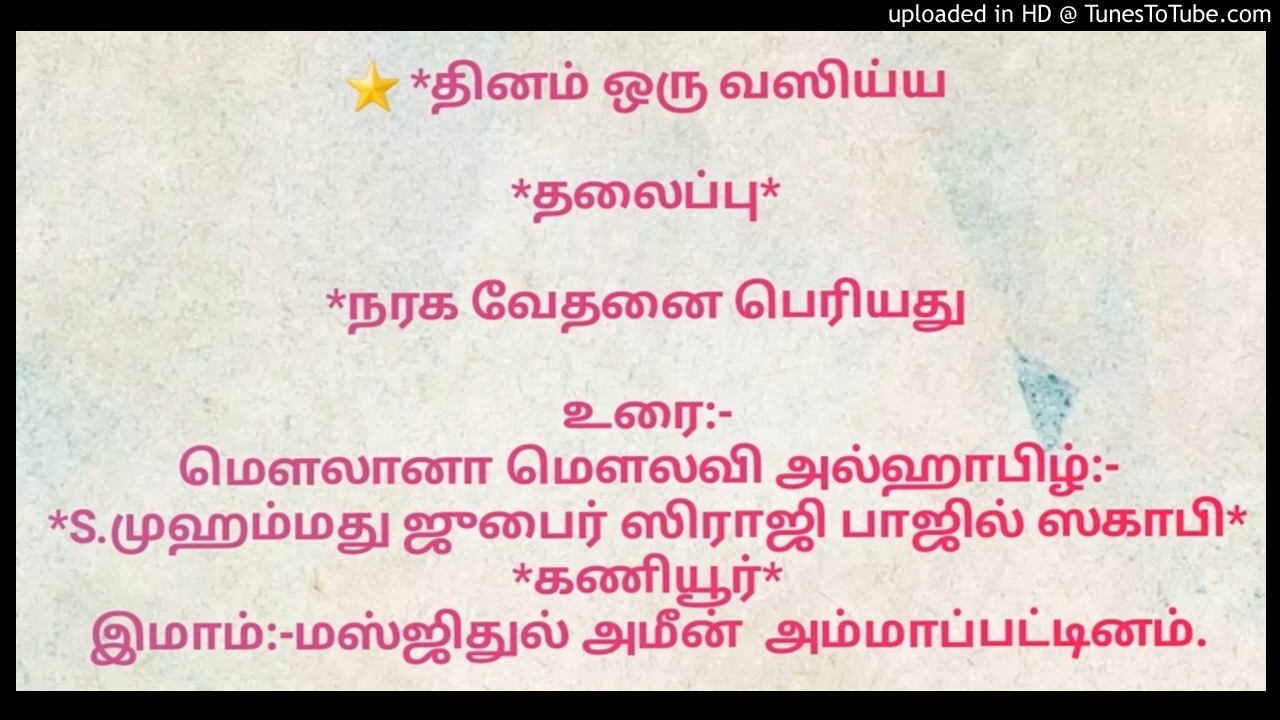 uploaded in HD @ TunesToTube.com
⭐ *தினம் ஒரு வஸிய்ய
*தலைப்பு*
*நரக வேதனை பெரியது
உரை:-
மௌலானா மௌலவி அல்ஹாபிழ்:-
*S.முஹம்மது ஜுபைர் ஸிராஜி பாஜில் ஸகாபி*
*கணியூர்*
இமாம்:-மஸ்ஜிதுல் அமீன் அம்மாப்பட்டினம்.